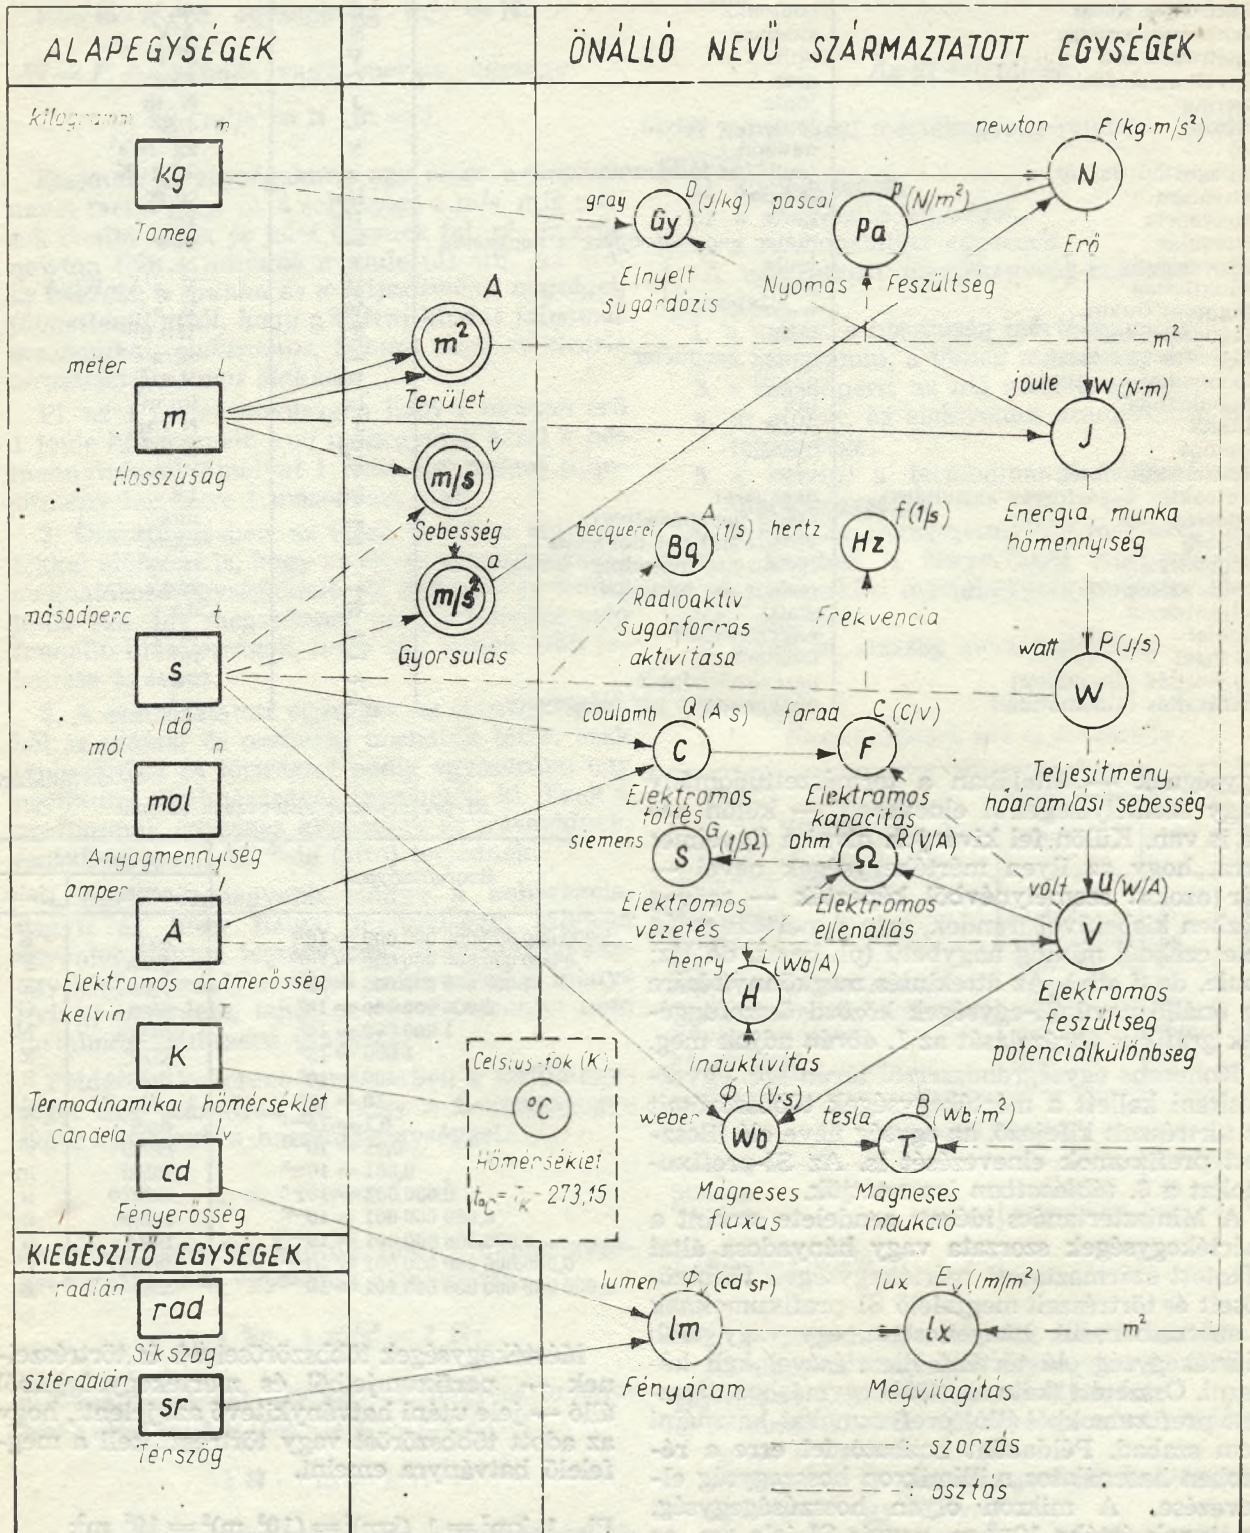 ALAPEGYSÉGEK
ÖNÁLLÓ NEVŰ SZÁRMAZTATOTT EGYSÉGEK
kilogramm m
kg
Tömeg
méter L
m
Hosszúság
másodperc t
s
Idő
mól n
mol
Anyagmennyiség
amper I
A
Elektromos áramerősség
kelvin T
K
Termodinamikai hőmérséklet
Candela Iv
cd
Fényerősség
KIEGÉSZÍTŐ EGYSÉGEK
radián
rad
Síkszög
szteradián
sr
Térszög
A
m²
Terület
v
m/s
Sebesség
a
m/s²
Gyorsulás
newton F (kg·m/s²)
N
Erő
gray D (J/kg)
Gy
Elnyelt
sugárdózis
pascal p (N/m²)
Pa
Nyomás Feszültség
m²
joule W (N·m)
J
Energia, munka
hőmennyiség
becquerel A (1/s)
Bq
Radioaktív
sugárforrás
aktivitása
hertz f (1/s)
Hz
Frekvencia
watt P (J/s)
W
Teljesítmény,
hőáramlási sebesség
coulomb Q (A s)
C
Elektromos
töltés
farad C (C/V)
F
Elektromos
kapacitás
siemens G (1/Ω)
S
Elektromos
vezetés
ohm R (V/A)
Ω
Elektromos
ellenállás
volt U (W/A)
V
Elektromos
feszültség
potenciálkülönbség
henry L (Wb/A)
H
induktivitás
Celsius-fok (K)
°C
Hőmérséklet
t°C = TK - 273,15
weber Φ (V·s)
Wb
Mágneses
fluxus
tesla B (Wb/m²)
T
Mágneses
indukció
lumen Φv (cd sr)
lm
Fényáram
lux Ev (lm/m²)
lx
m²
Megvilágítás
: szorzás
: osztás